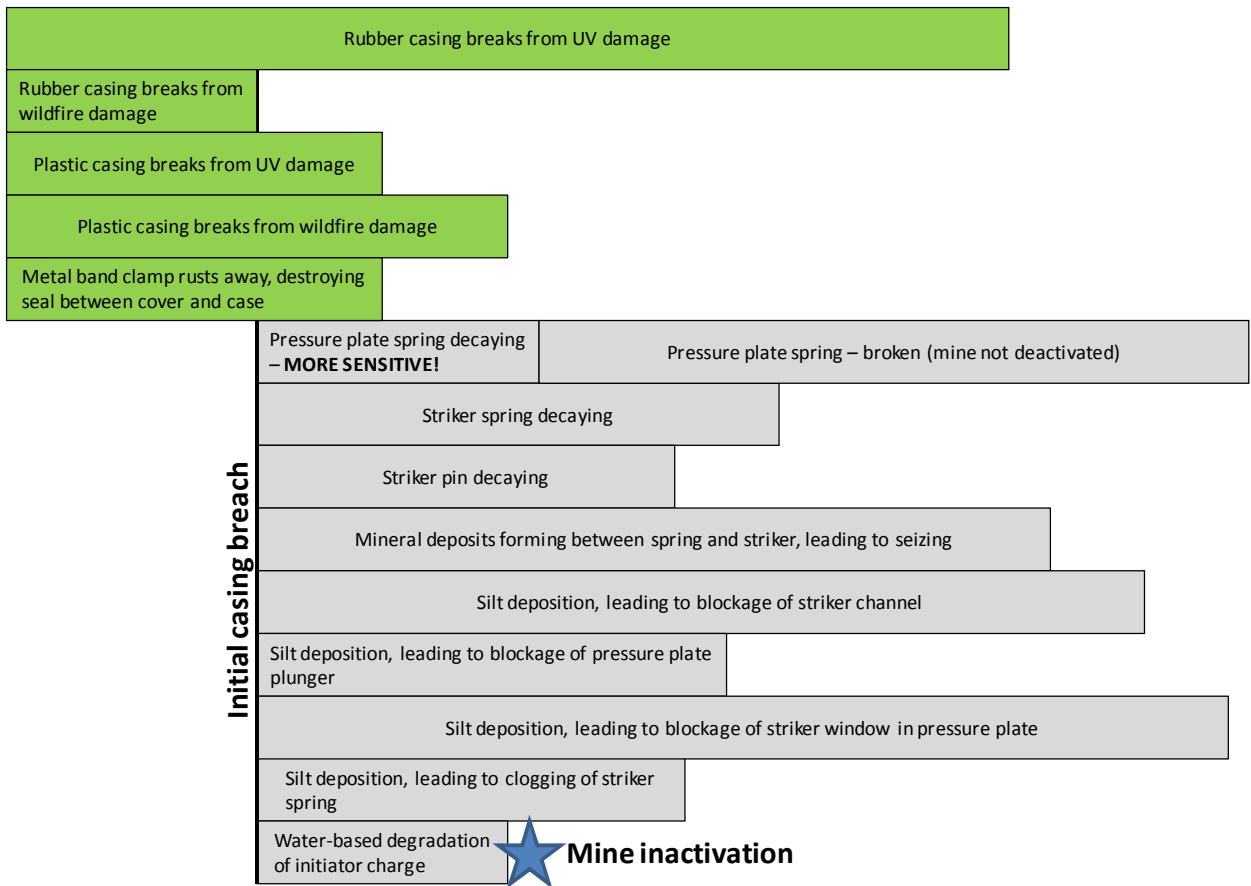 Rubber casing breaks from UV damage
Rubber casing breaks from
wildfire damage
Plastic casing breaks from UV damage
Plastic casing breaks from wildfire damage
Metal band clamp rusts away, destroying
seal between cover and case
Initial casing breach
Pressure plate spring decaying
– MORE SENSITIVE!
Pressure plate spring – broken (mine not deactivated)
Striker spring decaying
Striker pin decaying
Mineral deposits forming between spring and striker, leading to seizing
Silt deposition, leading to blockage of striker channel
Silt deposition, leading to blockage of pressure plate
plunger
Silt deposition, leading to blockage of striker window in pressure plate
Silt deposition, leading to clogging of striker
spring
Water-based degradation
of initiator charge
Mine inactivation